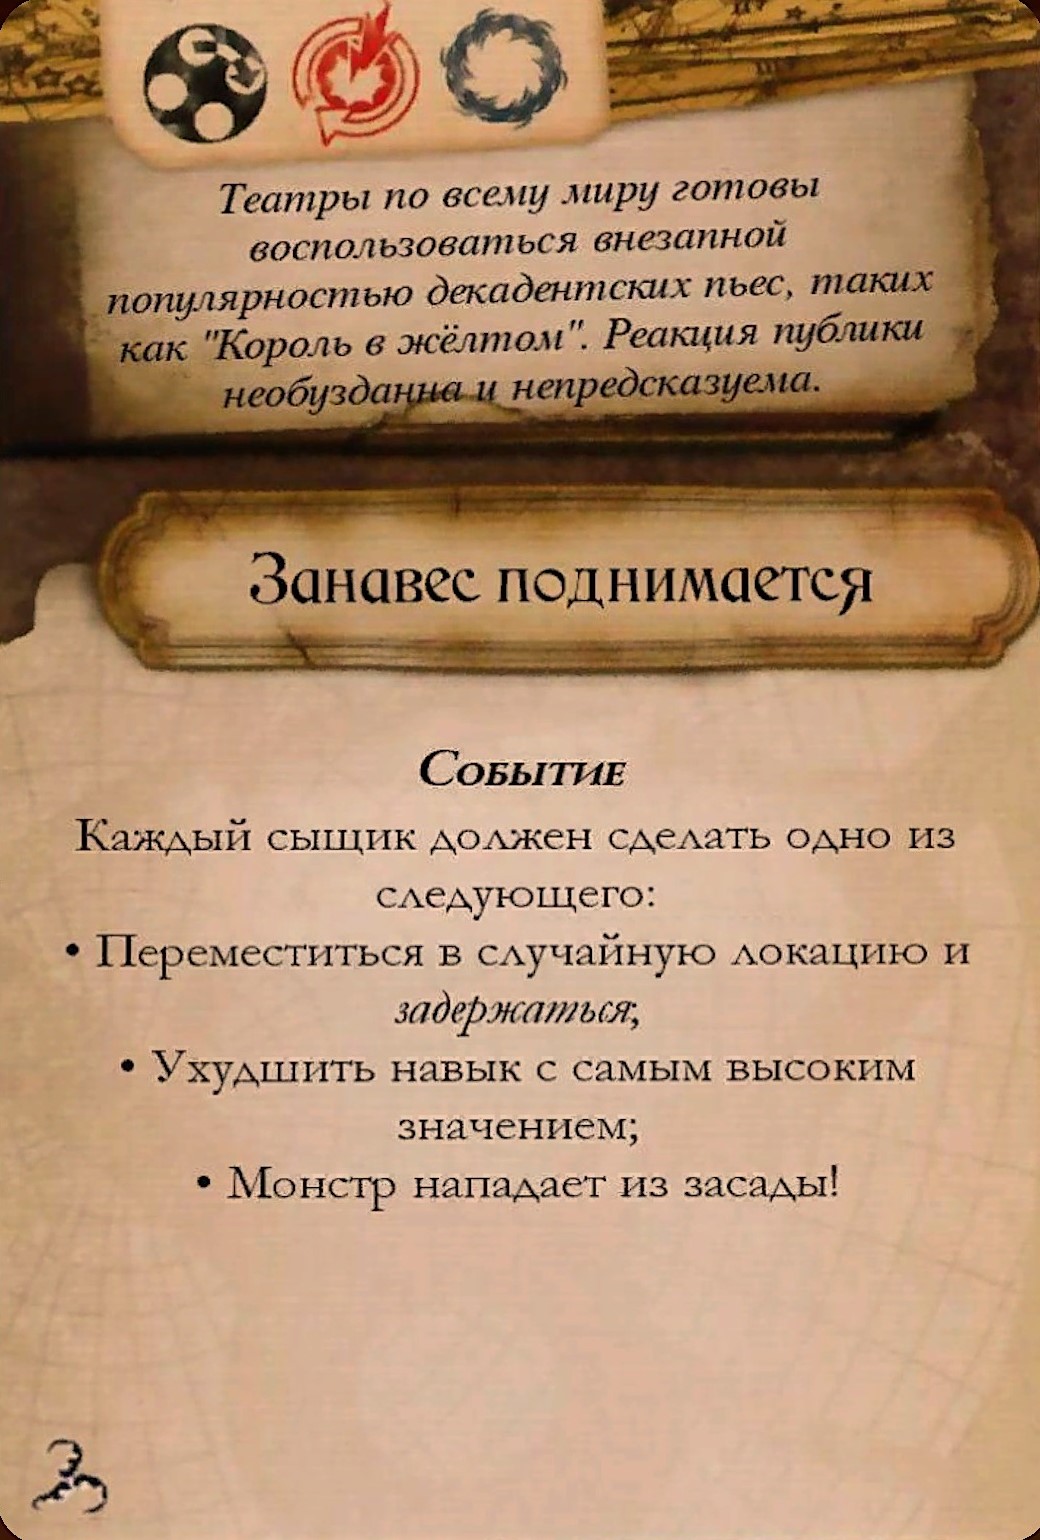 Театры по всему миру готовы
воспользоваться внезапной
популярностью декадентских пьес, таких
как "Король в жёлтом". Реакция публики
необузданна и непредсказуема.
Занавес поднимается
Событие
Каждый сыщик должен сделать одно из
следующего:
• Переместиться в случайную локацию и
задержаться;
• Ухудшить навык с самым высоким
значением;
• Монстр нападает из засады!